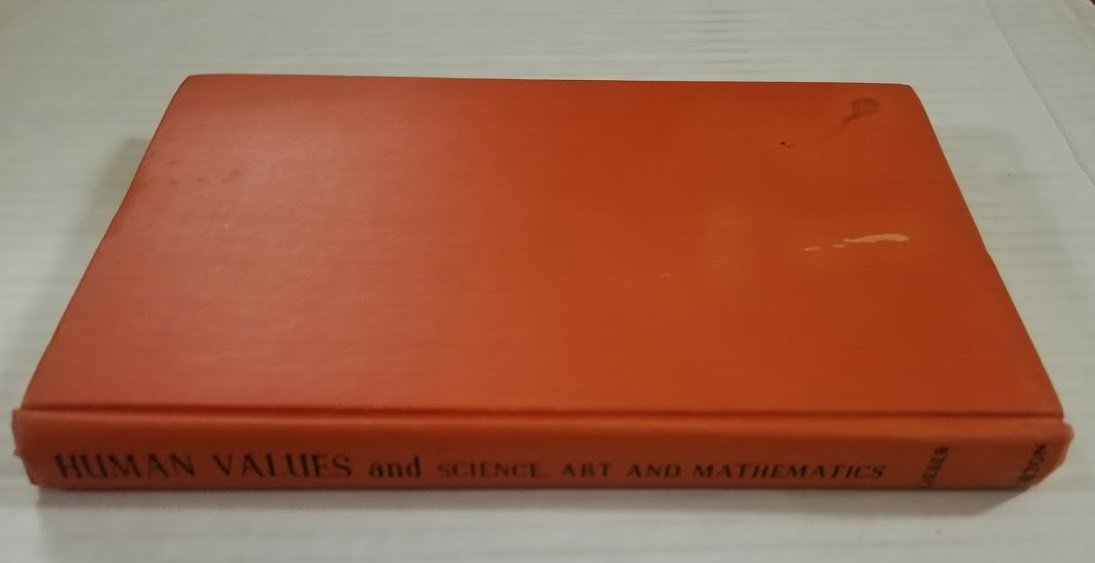 HUMAN VALUES and SCIENCE, ART AND MATHEMATICS